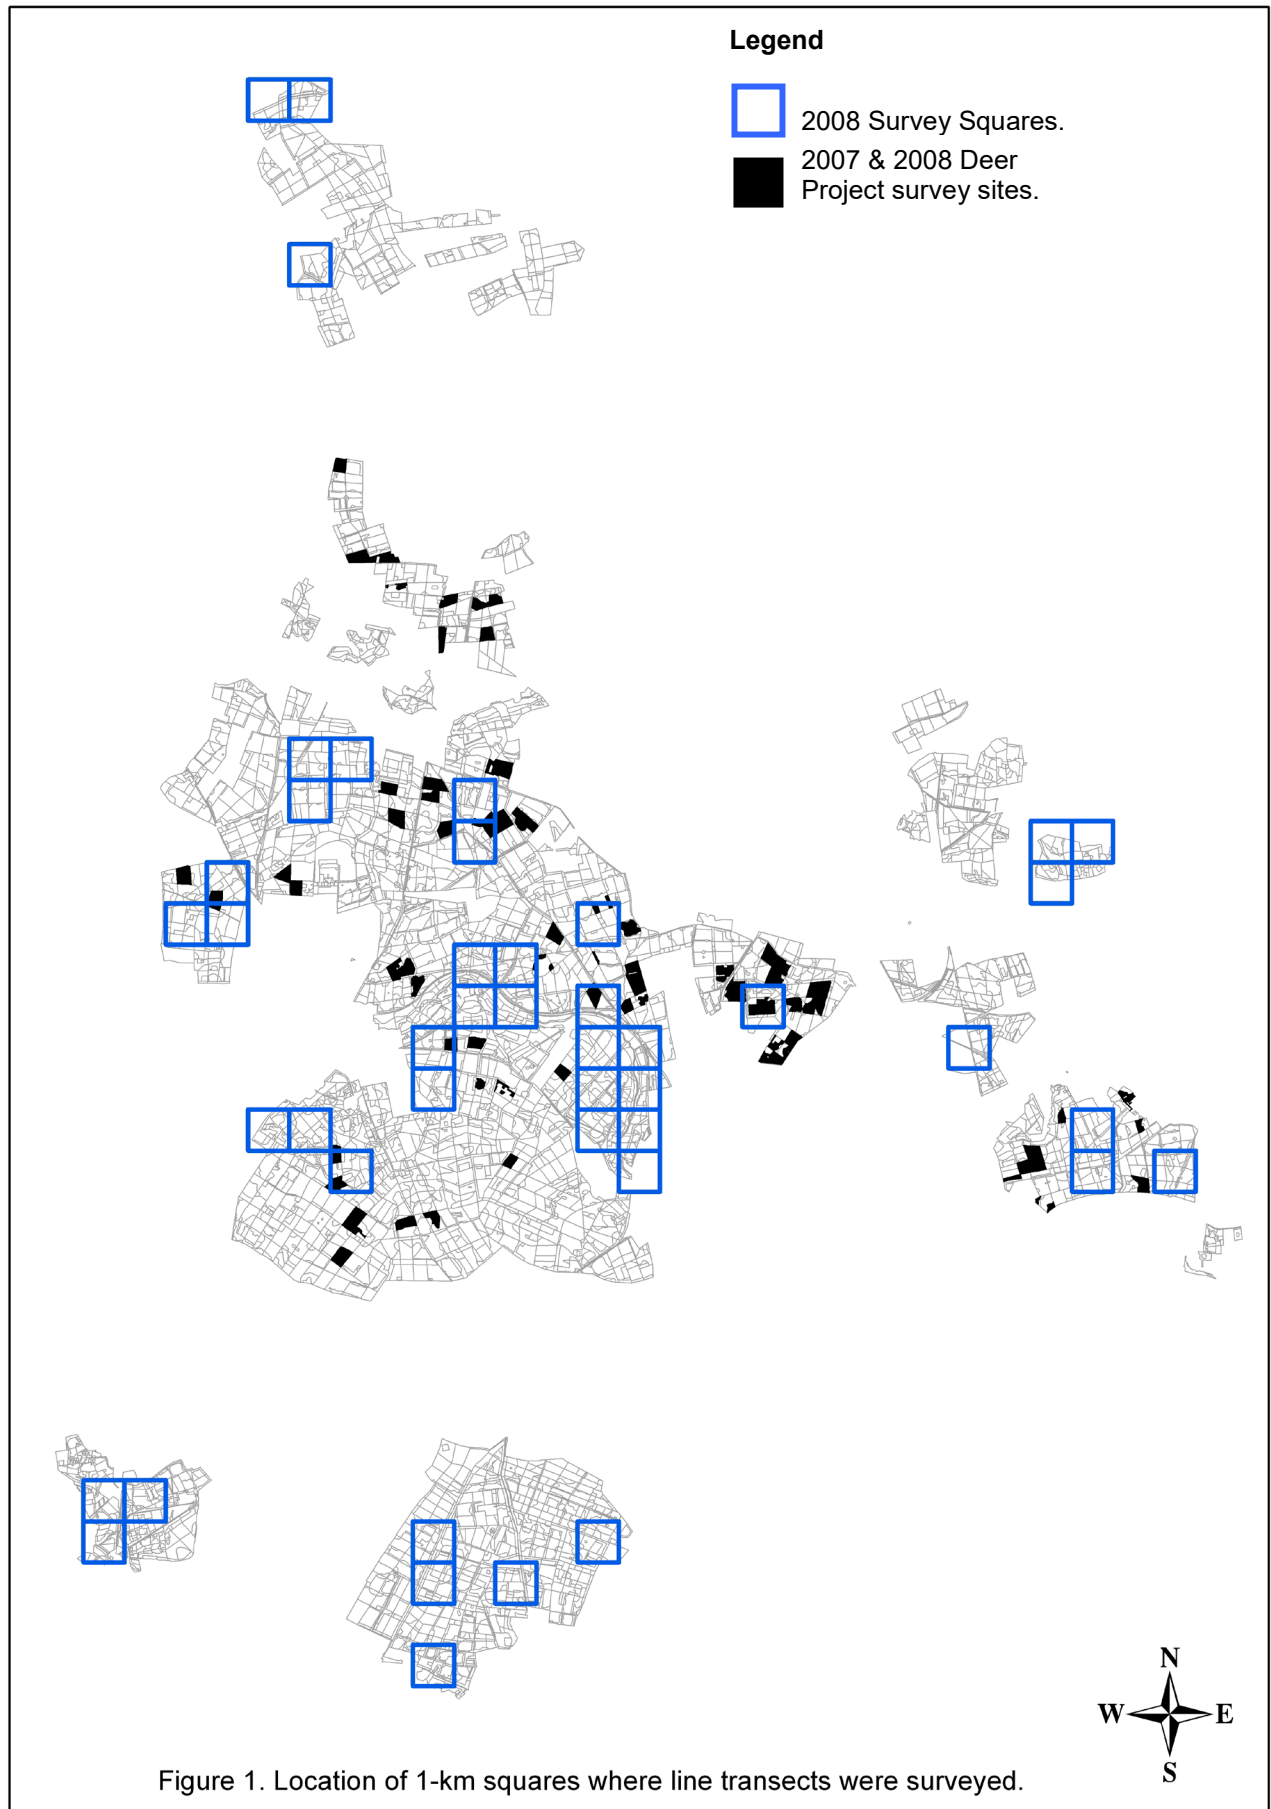 Legend
2008 Survey Squares.
2007 & 2008 Deer
Project survey sites.
N
W E
S
Figure 1. Location of 1-km squares where line transects were surveyed.